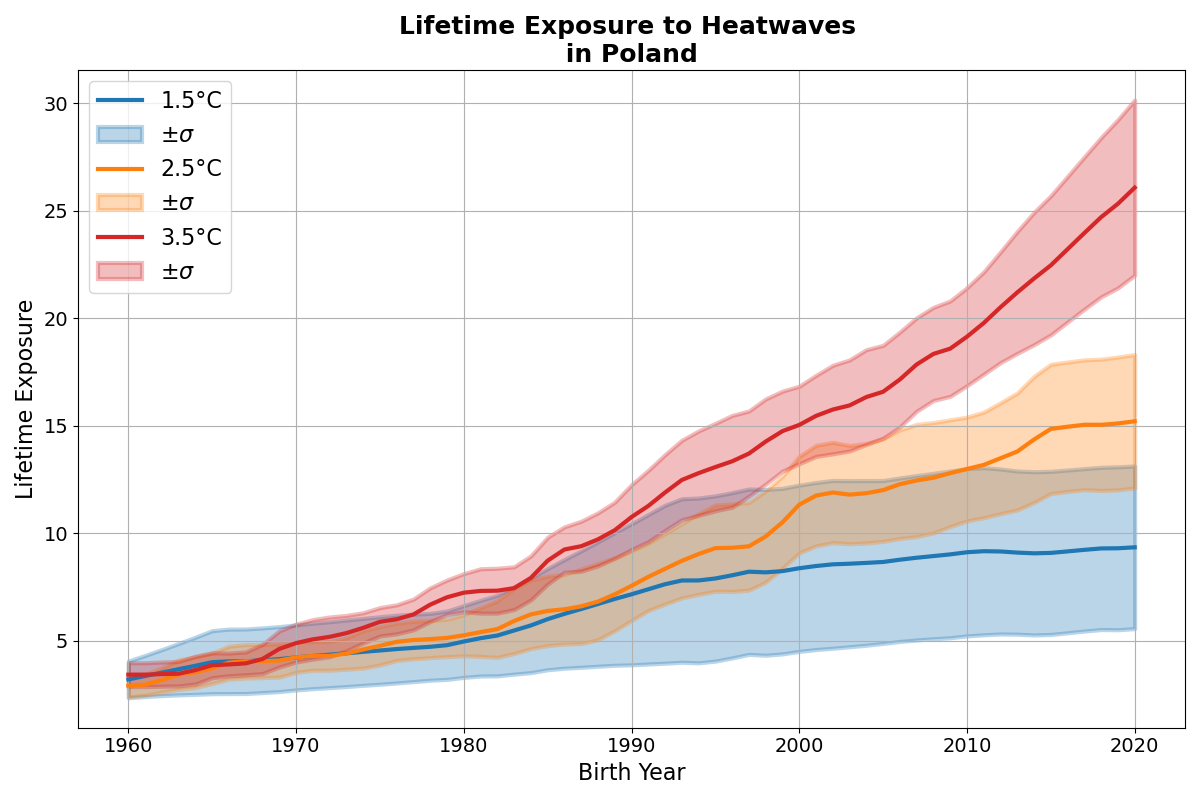 Lifetime Exposure to Heatwaves
in Poland
1.5°C
±σ
2.5°C
±σ
3.5°C
±σ
Lifetime Exposure
30
25
20
15
10
5
1960
1970
1980
1990
2000
2010
2020
Birth Year